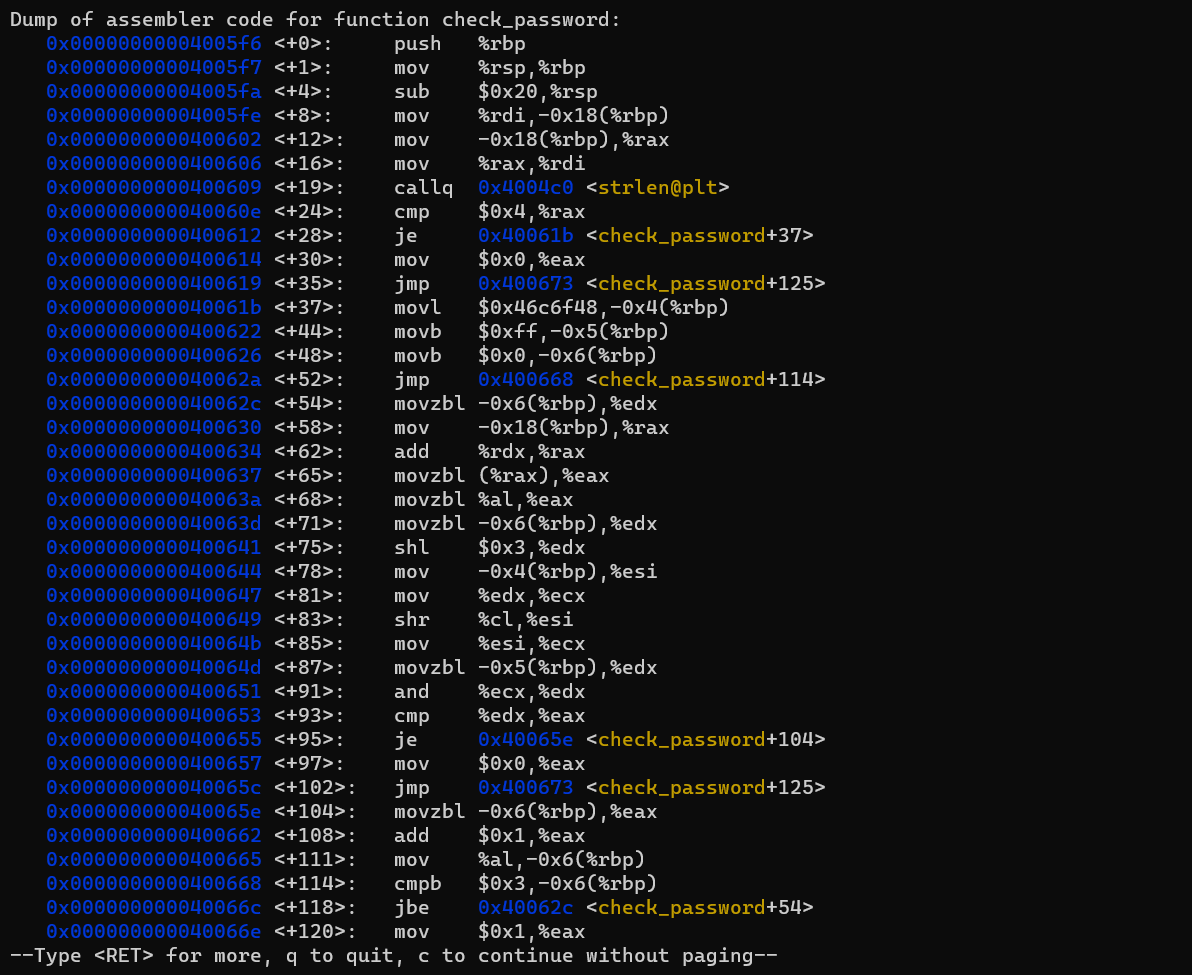 Dump of assembler code for function check_password:
   0x00000000004005f6 <+0>:     push   %rbp
   0x00000000004005f7 <+1>:     mov    %rsp,%rbp
   0x00000000004005fa <+4>:     sub    $0x20,%rsp
   0x00000000004005fe <+8>:     mov    %rdi,-0x18(%rbp)
   0x0000000000400602 <+12>:    mov    -0x18(%rbp),%rax
   0x0000000000400606 <+16>:    mov    %rax,%rdi
   0x0000000000400609 <+19>:    callq  0x4004c0 <strlen@plt>
   0x000000000040060e <+24>:    cmp    $0x4,%rax
   0x0000000000400612 <+28>:    je     0x40061b <check_password+37>
   0x0000000000400614 <+30>:    mov    $0x0,%eax
   0x0000000000400619 <+35>:    jmp    0x400673 <check_password+125>
   0x000000000040061b <+37>:    movl   $0x46c6f48,-0x4(%rbp)
   0x0000000000400622 <+44>:    movb   $0xff,-0x5(%rbp)
   0x0000000000400626 <+48>:    movb   $0x0,-0x6(%rbp)
   0x000000000040062a <+52>:    jmp    0x400668 <check_password+114>
   0x000000000040062c <+54>:    movzbl -0x6(%rbp),%edx
   0x0000000000400630 <+58>:    mov    -0x18(%rbp),%rax
   0x0000000000400634 <+62>:    add    %rdx,%rax
   0x0000000000400637 <+65>:    movzbl (%rax),%eax
   0x000000000040063a <+68>:    movzbl %al,%eax
   0x000000000040063d <+71>:    movzbl -0x6(%rbp),%edx
   0x0000000000400641 <+75>:    shl    $0x3,%edx
   0x0000000000400644 <+78>:    mov    -0x4(%rbp),%esi
   0x0000000000400647 <+81>:    mov    %edx,%ecx
   0x0000000000400649 <+83>:    shr    %cl,%esi
   0x000000000040064b <+85>:    mov    %esi,%ecx
   0x000000000040064d <+87>:    movzbl -0x5(%rbp),%edx
   0x0000000000400651 <+91>:    and    %ecx,%edx
   0x0000000000400653 <+93>:    cmp    %edx,%eax
   0x0000000000400655 <+95>:    je     0x40065e <check_password+104>
   0x0000000000400657 <+97>:    mov    $0x0,%eax
   0x000000000040065c <+102>:   jmp    0x400673 <check_password+125>
   0x000000000040065e <+104>:   movzbl -0x6(%rbp),%eax
   0x0000000000400662 <+108>:   add    $0x1,%eax
   0x0000000000400665 <+111>:   mov    %al,-0x6(%rbp)
   0x0000000000400668 <+114>:   cmpb   $0x3,-0x6(%rbp)
   0x000000000040066c <+118>:   jbe    0x40062c <check_password+54>
   0x000000000040066e <+120>:   mov    $0x1,%eax
--Type <RET> for more, q to quit, c to continue without paging--